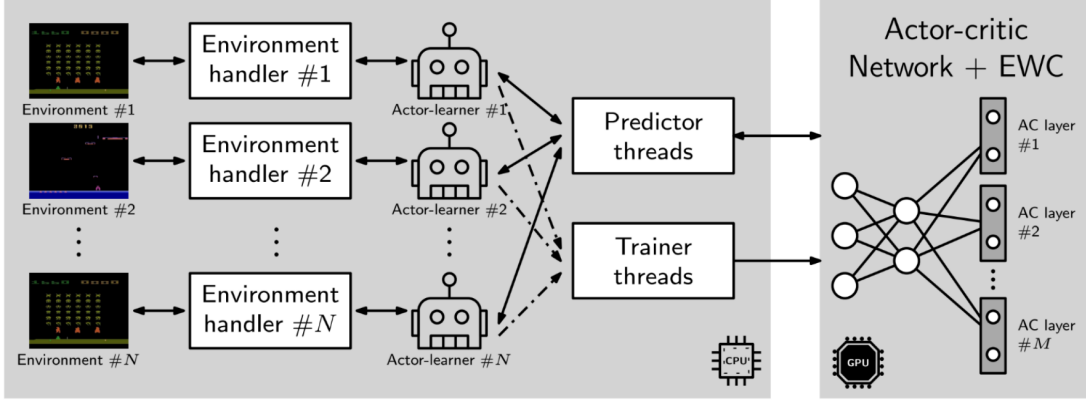 Environment #1
Environment
handler #1
Actor-learner #1
3813
Environment #2
Environment
handler #2
Actor-learner #2
Environment #N
Environment
handler #N
Actor-learner #N
Predictor
threads
Trainer
threads
CPU
Actor-critic
Network + EWC
AC layer
#1
AC layer
#2
AC layer
#M
GPU